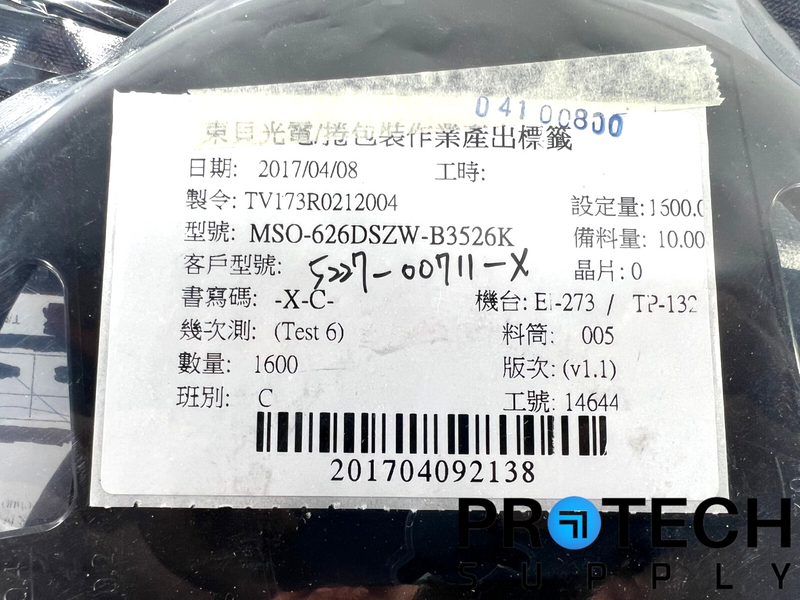 04100800
東貝光電/捲包裝作業產出標籤
日期: 2017/04/08 工時:
製令: TV173R0212004 設定量:1600.0
型號: MSO-626DSZW-B3526K 備料量: 10.00
客戶型號: 5227-00711-X 晶片: 0
書寫碼: -X-C- 機台: EI-273 / TP-132
幾次測: (Test 6) 料筒: 005
數量: 1600 版次: (v1.1)
班別: C 工號: 14644
201704092138
PROTECH
SUPPLY